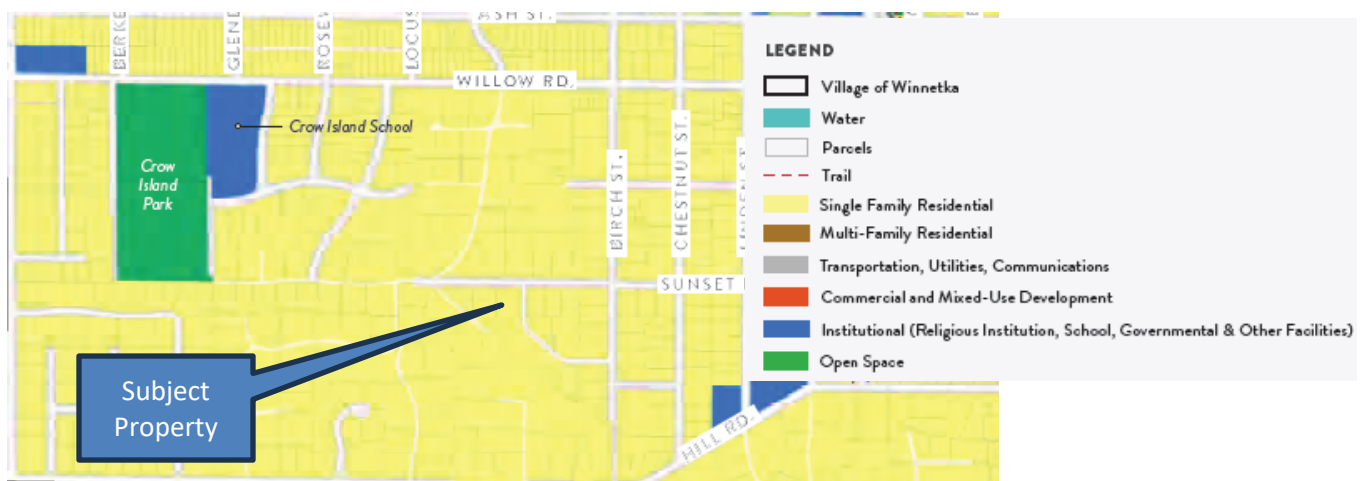 ASH ST.
BERKE
GLEND
ROSEW
LOCUS
WILLOW RD.
Crow Island School
Crow
Island
Park
BIRCH ST.
CHESTNUT ST.
SUNSET
HILL RD.
Subject
Property
LEGEND
Village of Winnetka
Water
Parcels
Trail
Single Family Residential
Multi-Family Residential
Transportation, Utilities, Communications
Commercial and Mixed-Use Development
Institutional (Religious Institution, School, Governmental & Other Facilities)
Open Space